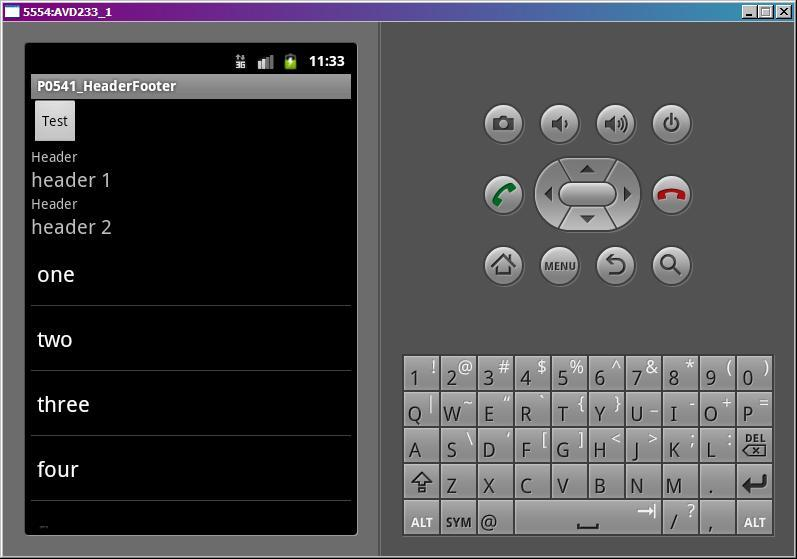 5554:AVD233_1
3G 11:33
P0541_HeaderFooter
Test
Header
header 1
Header
header 2
one
two
three
four
MENU
1 ! 2 @ 3 # 4 $ 5 % 6 ^ 7 & 8 * 9 ( 0 )
Q | W ~ E " R ` T { Y } U _ I - O + P =
A S \ D ' F [ G ] H < J > K ; L : DEL
Z X C V B N M .
ALT SYM @ / ? , ALT